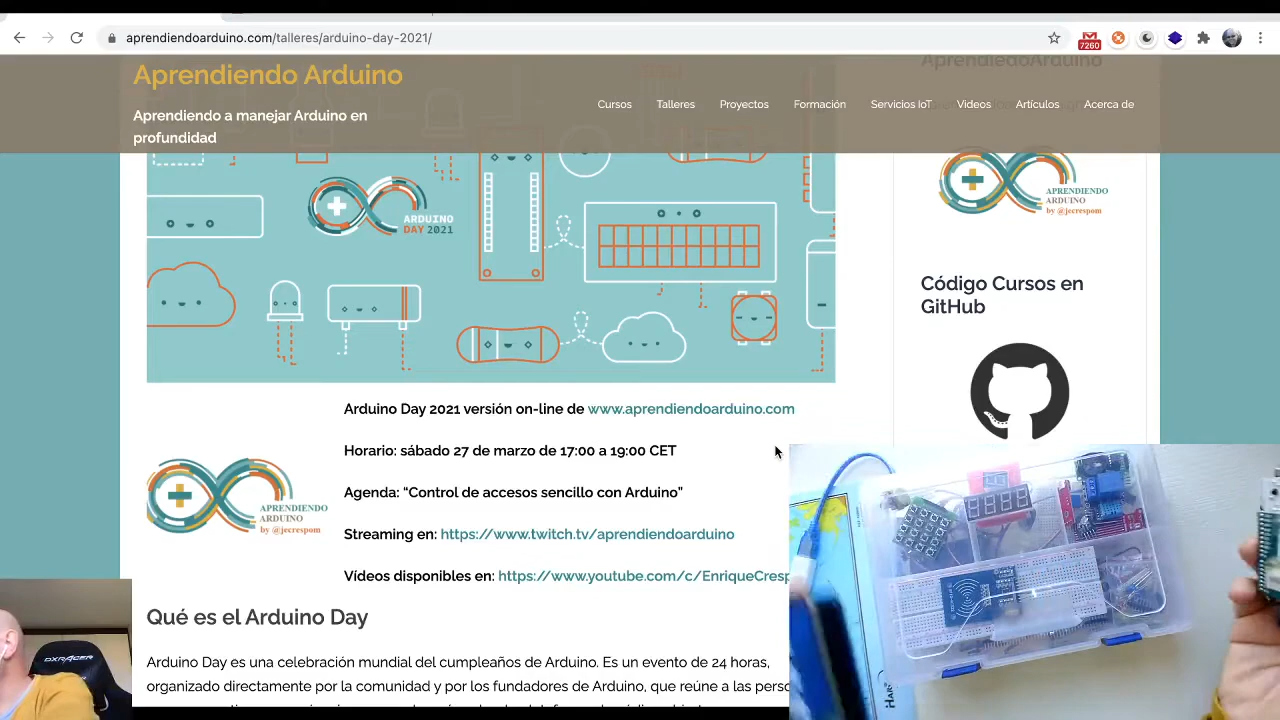 aprendiendoarduino.com/talleres/arduino-day-2021/
7260
Aprendiendo Arduino
Aprendiendo a manejar Arduino en
profundidad
Cursos
Talleres
Proyectos
Formación
Servicios IoT
Videos
Artículos
Acerca de
AprendiedoArduino
ARDUINO
DAY 2021
APRENDIENDO
ARDUINO
by @jecrespom
Código Cursos en
GitHub
Arduino Day 2021 versión on-line de www.aprendiendoarduino.com
Horario: sábado 27 de marzo de 17:00 a 19:00 CET
Agenda: “Control de accesos sencillo con Arduino”
Streaming en: https://www.twitch.tv/aprendiendoarduino
Vídeos disponibles en: https://www.youtube.com/c/EnriqueCresp
APRENDIENDO
ARDUINO
by @jecrespom
Qué es el Arduino Day
Arduino Day es una celebración mundial del cumpleaños de Arduino. Es un evento de 24 horas,
organizado directamente por la comunidad y por los fundadores de Arduino, que reúne a las perso
DXRACER